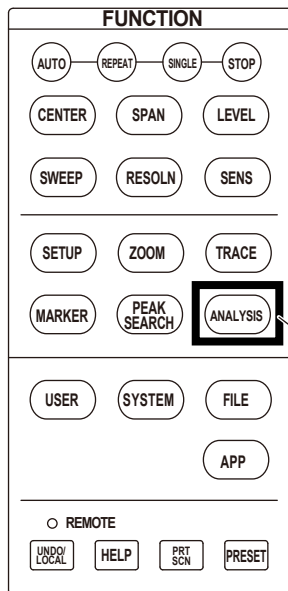 FUNCTION
AUTO REPEAT SINGLE STOP
CENTER SPAN LEVEL
SWEEP RESOLN SENS
SETUP ZOOM TRACE
MARKER PEAK SEARCH ANALYSIS
USER SYSTEM FILE
APP
REMOTE
UNDO/LOCAL HELP PRT SCN PRESET